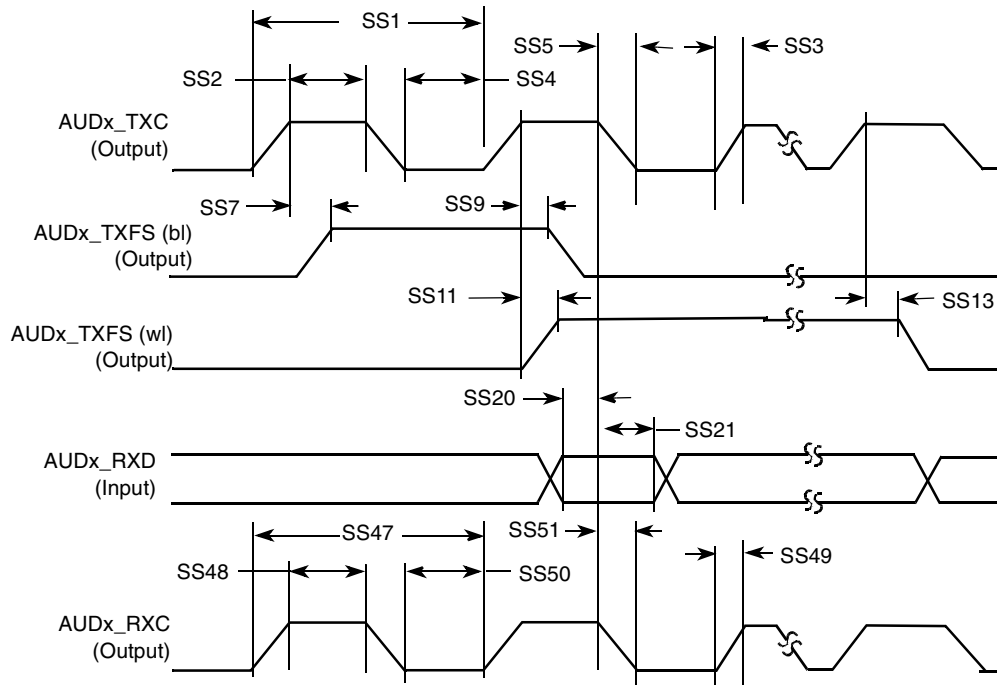 SS1
SS5
SS3
SS2
SS4
AUDx_TXC
(Output)
SS7
SS9
AUDx_TXFS (bl)
(Output)
SS11
SS13
AUDx_TXFS (wl)
(Output)
SS20
SS21
AUDx_RXD
(Input)
SS47
SS51
SS49
SS48
SS50
AUDx_RXC
(Output)